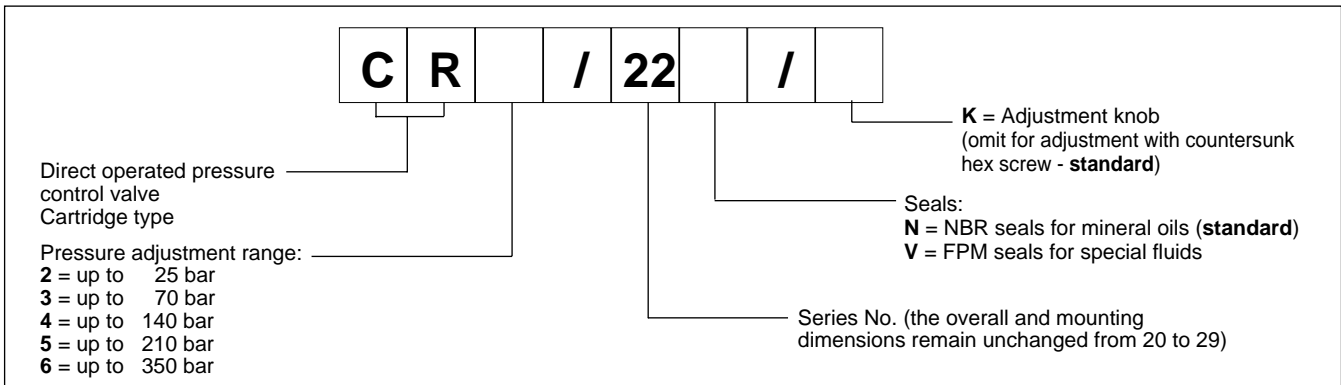 C R / 22 /
K = Adjustment knob
(omit for adjustment with countersunk
hex screw - standard)
Direct operated pressure
control valve
Cartridge type
Seals:
N = NBR seals for mineral oils (standard)
V = FPM seals for special fluids
Pressure adjustment range:
2 = up to 25 bar
3 = up to 70 bar
4 = up to 140 bar
5 = up to 210 bar
6 = up to 350 bar
Series No. (the overall and mounting
dimensions remain unchanged from 20 to 29)